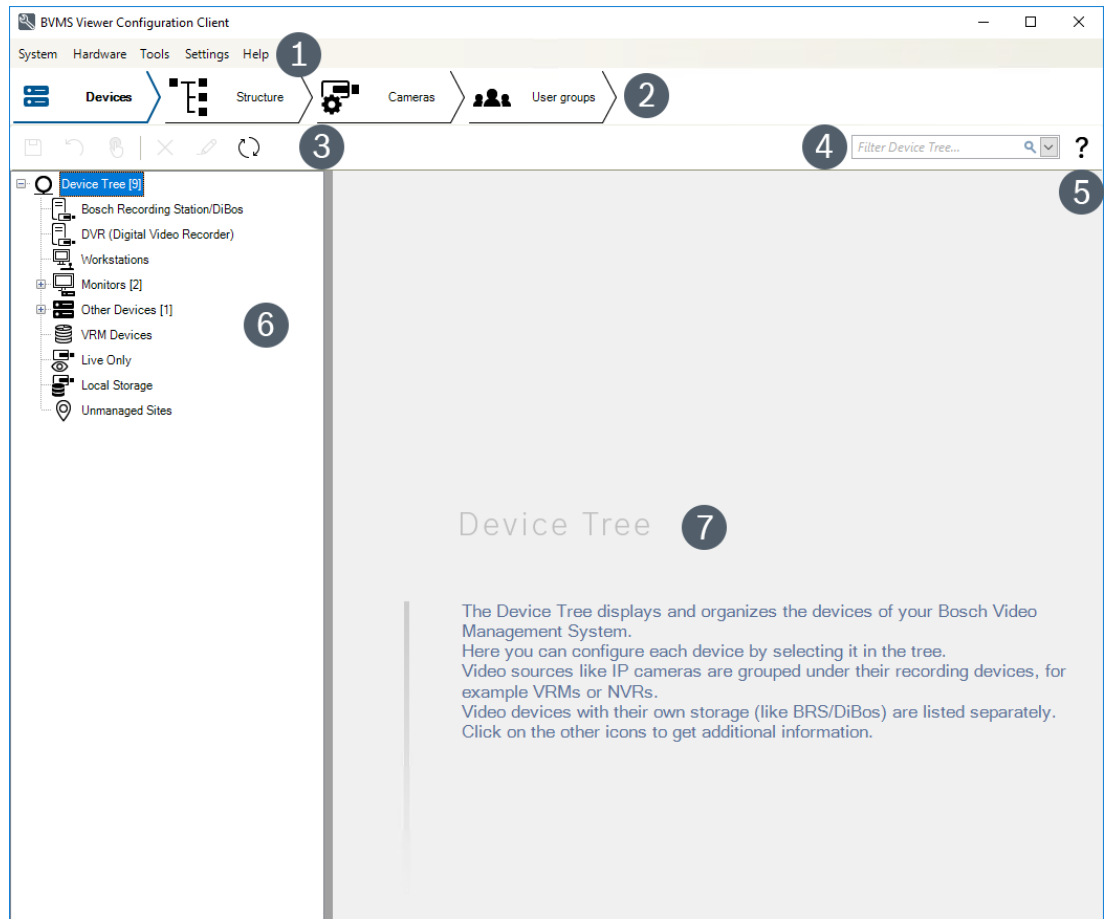 BVMS Viewer Configuration Client
System Hardware Tools Settings Help 1
Devices Structure Cameras User groups 2
3 4 Filter Device Tree... ?
5
Device Tree [9]
Bosch Recording Station/DiBos
DVR (Digital Video Recorder)
Workstations
Monitors [2]
Other Devices [1]
6
VRM Devices
Live Only
Local Storage
Unmanaged Sites
Device Tree 7
The Device Tree displays and organizes the devices of your Bosch Video
Management System.
Here you can configure each device by selecting it in the tree.
Video sources like IP cameras are grouped under their recording devices, for
example VRMs or NVRs.
Video devices with their own storage (like BRS/DiBos) are listed separately.
Click on the other icons to get additional information.